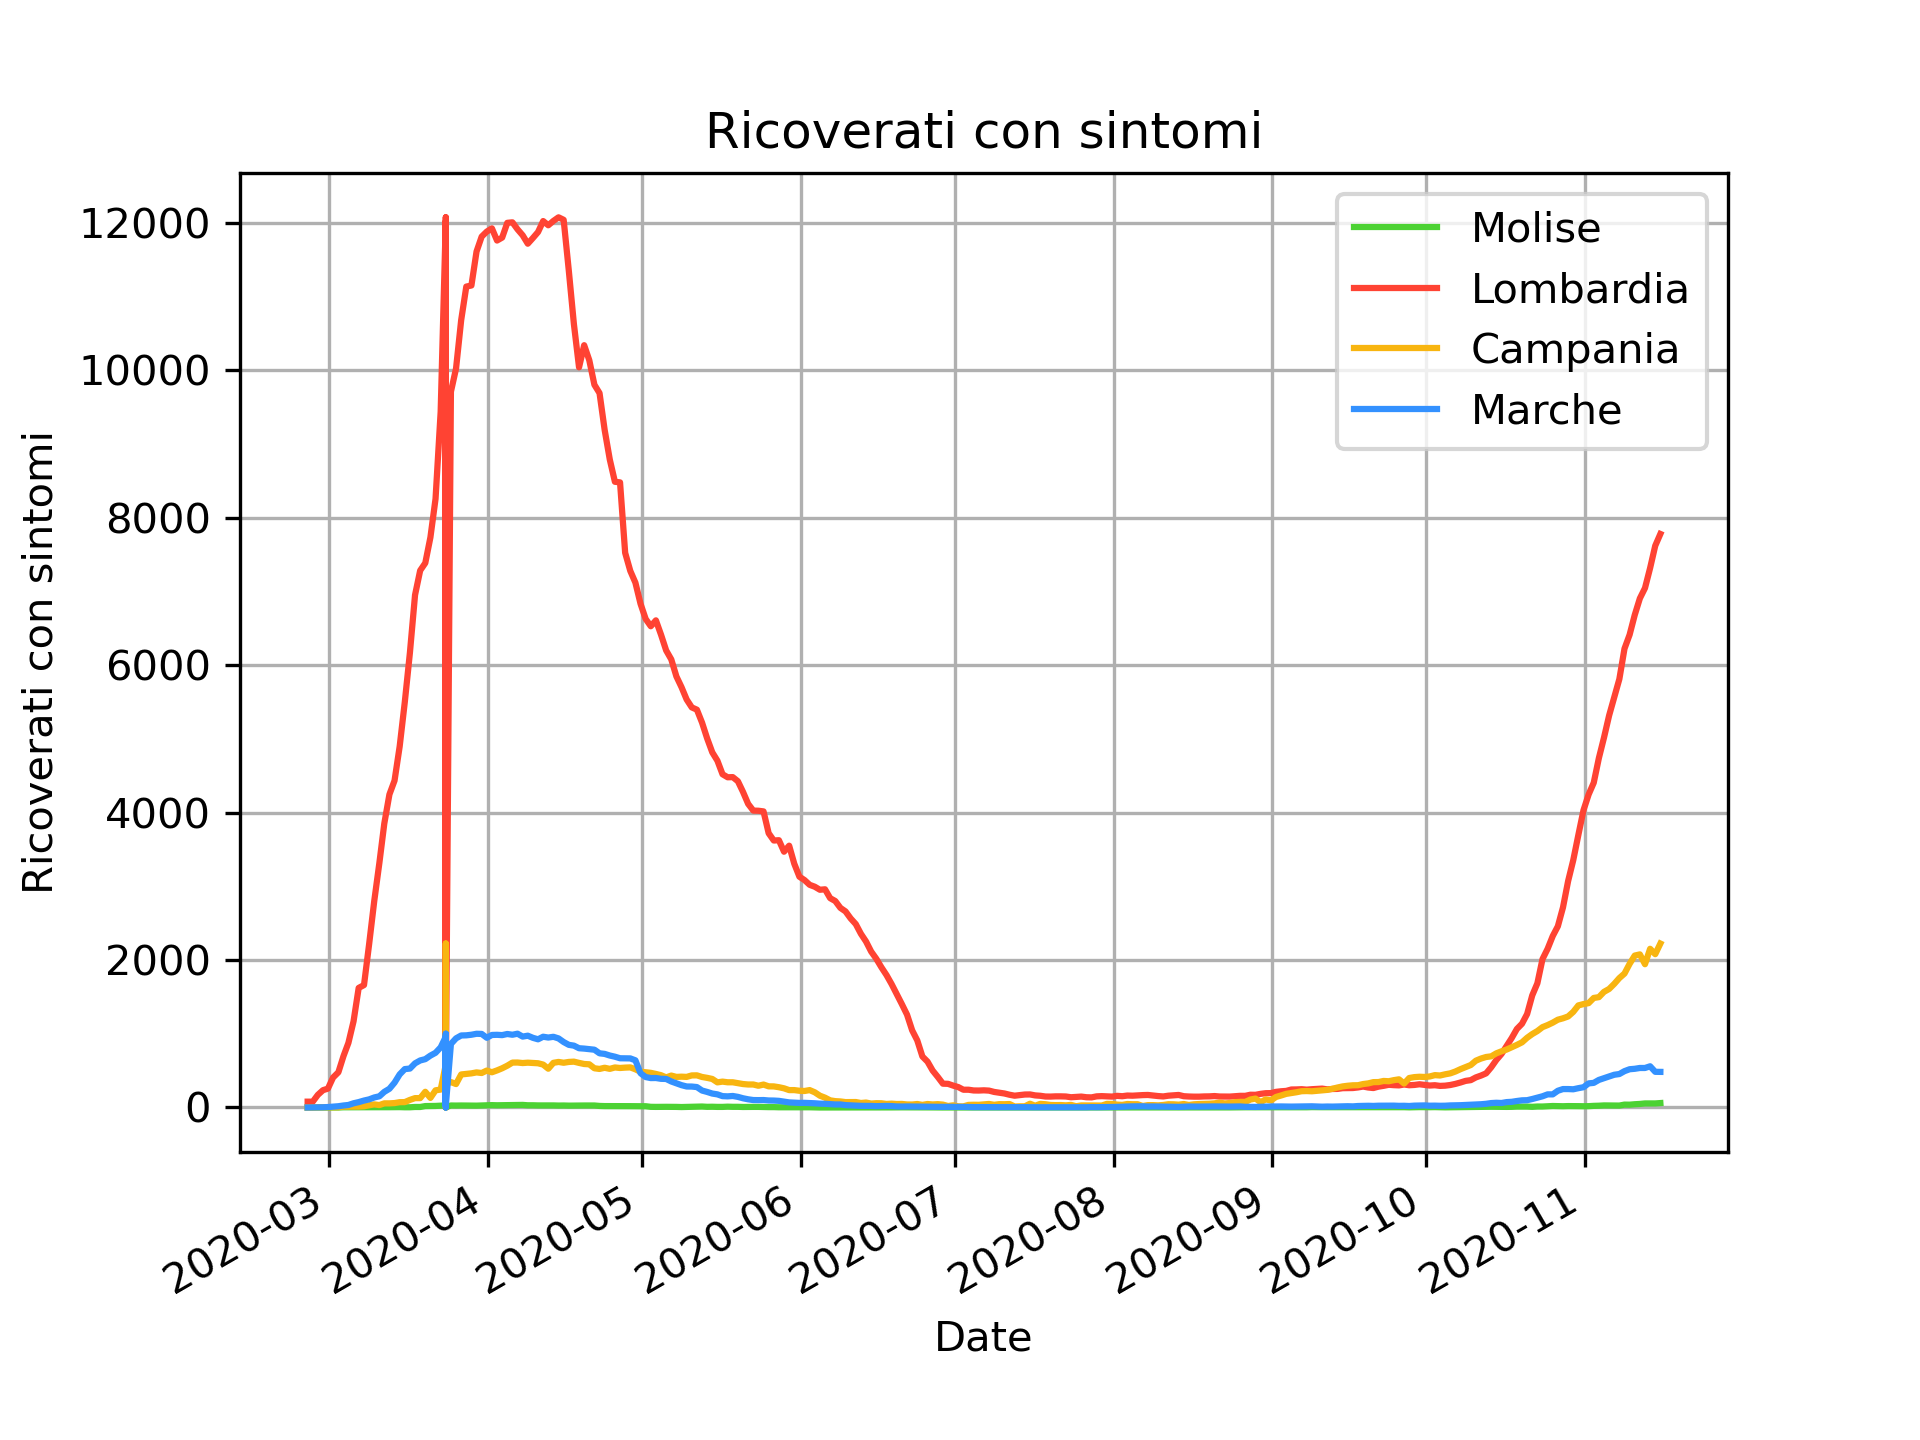 Ricoverati con sintomi
12000
10000
8000
6000
4000
2000
0
Ricoverati con sintomi
Molise
Lombardia
Campania
Marche
2020-03
2020-04
2020-05
2020-06
2020-07
2020-08
2020-09
2020-10
2020-11
Date